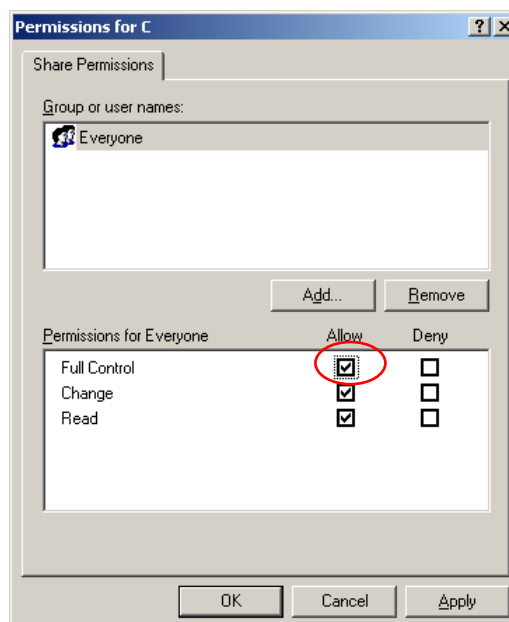 Permissions for C
Share Permissions
Group or user names:
Everyone
Add... Remove
Permissions for Everyone Allow Deny
Full Control
Change
Read
OK Cancel Apply